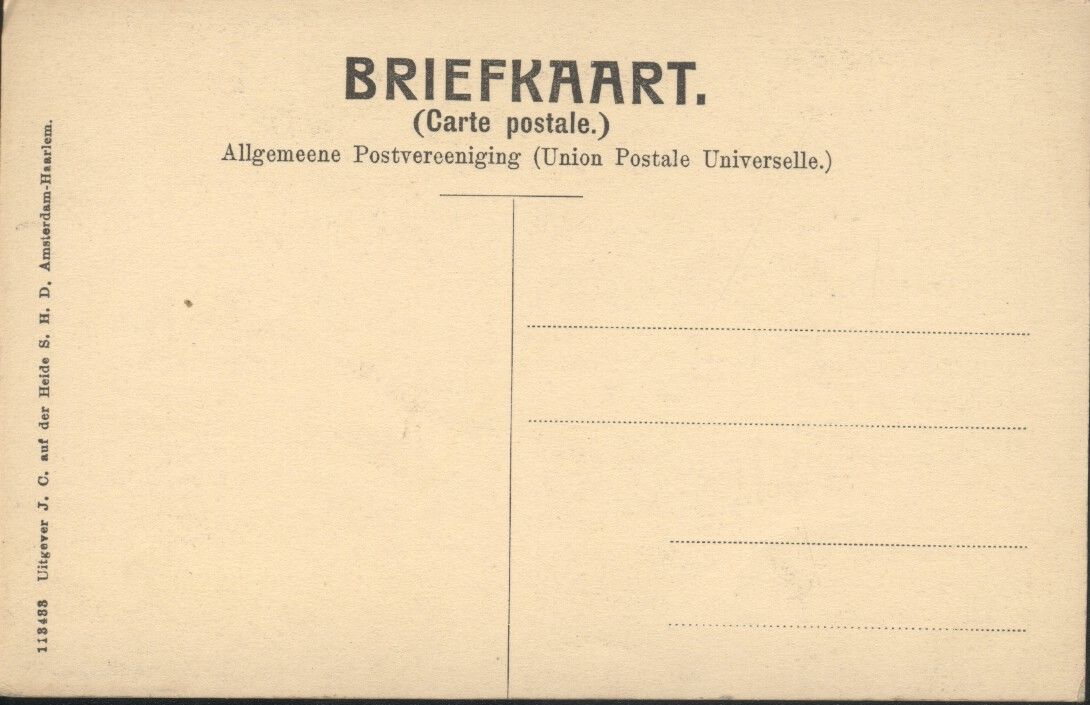 BRIEFKAART.
(Carte postale.)
Allgemeene Postvereeniging (Union Postale Universelle.)
113433 Uitgever J. C. auf der Heide S. H. D. Amsterdam-Haarlem.